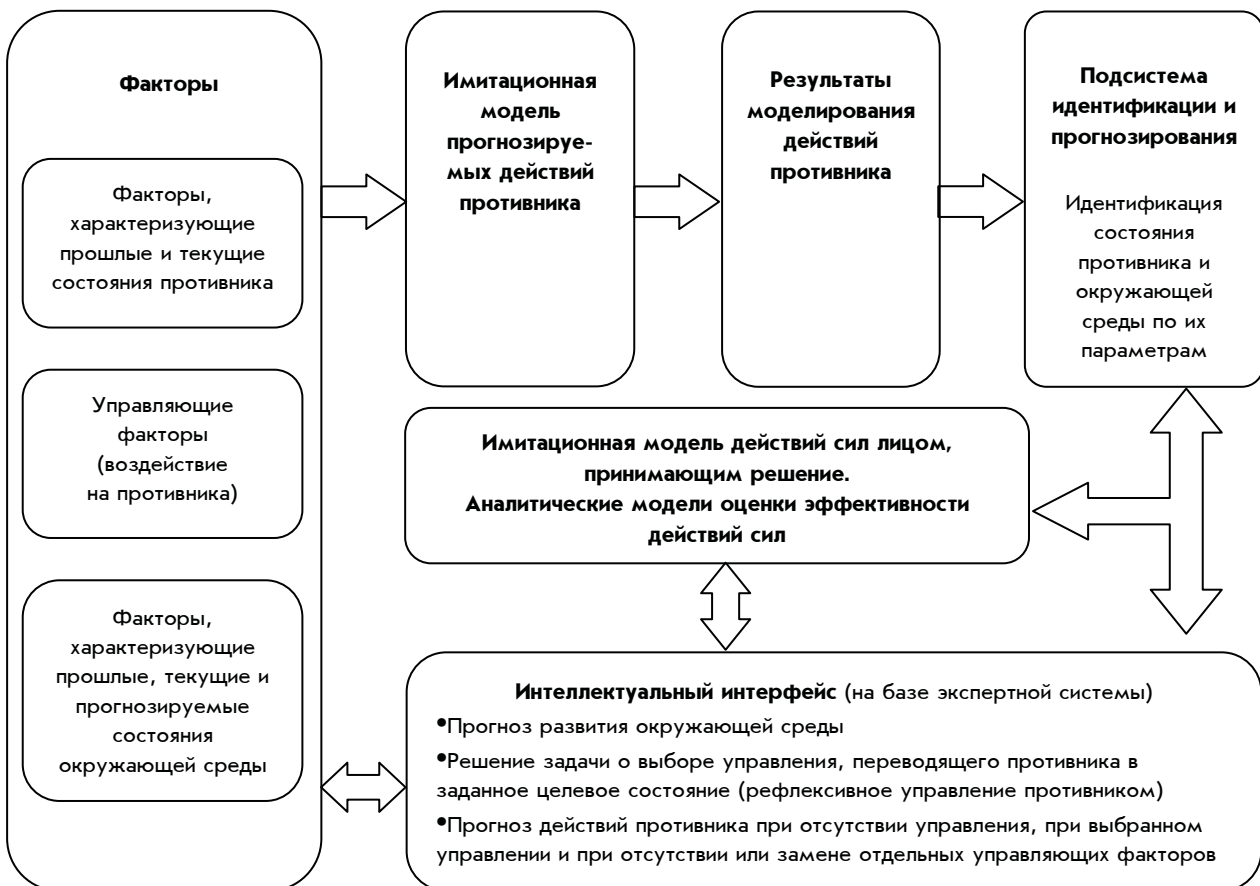 Факторы
Факторы,
характеризующие
прошлые и текущие
состояния противника
Управляющие
факторы
(воздействие
на противника)
Факторы,
характеризующие
прошлые, текущие и
прогнозируемые
состояния
окружающей среды
Имитационная
модель
прогнозируе-
мых действий
противника
Результаты
моделирования
действий
противника
Подсистема
идентификации и
прогнозирования
Идентификация
состояния
противника и
окружающей
среды по их
параметрам
Имитационная модель действий сил лицом,
принимающим решение.
Аналитические модели оценки эффективности
действий сил
Интеллектуальный интерфейс (на базе экспертной системы)
•Прогноз развития окружающей среды
•Решение задачи о выборе управления, переводящего противника в
заданное целевое состояние (рефлексивное управление противником)
•Прогноз действий противника при отсутствии управления, при выбранном
управлении и при отсутствии или замене отдельных управляющих факторов